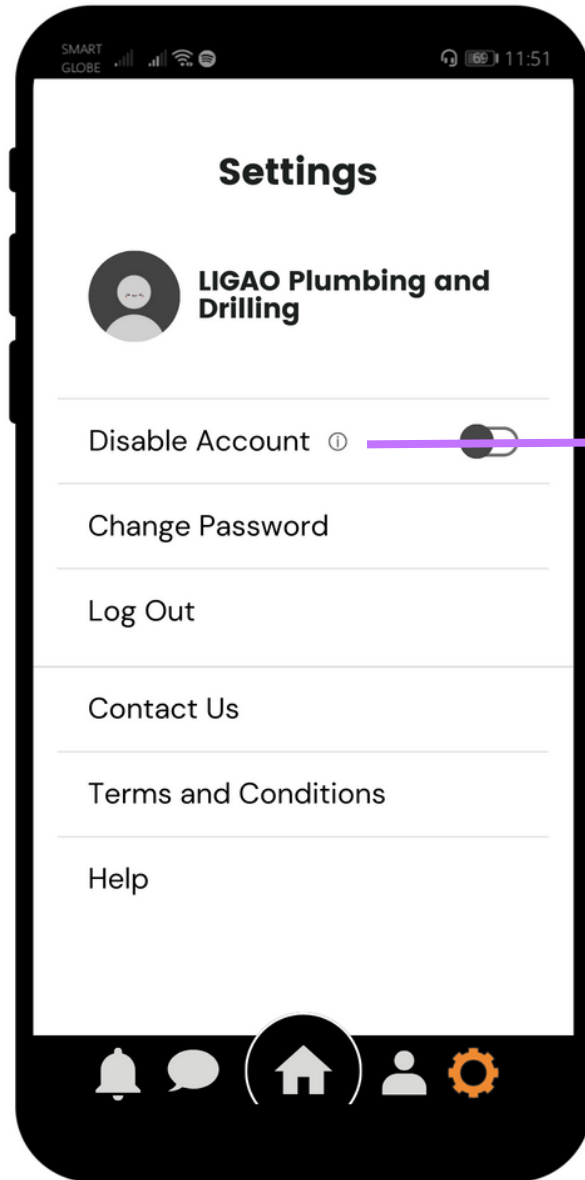 SMART
GLOBE
69 11:51
Settings
LIGAO Plumbing and
Drilling
Disable Account
Change Password
Log Out
Contact Us
Terms and Conditions
Help